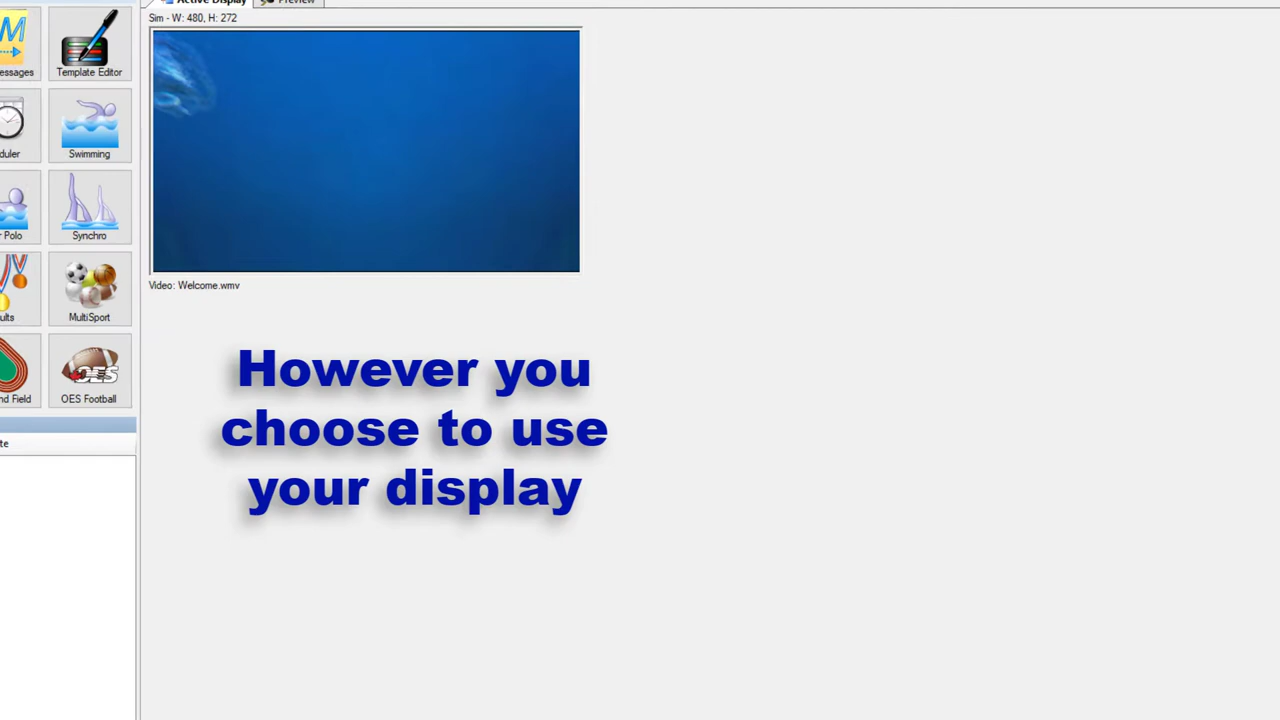 Active Display
Preview
Sim - W: 480, H: 272
M
essages
Template Editor
duler
Swimming
r Polo
Synchro
ults
MultiSport
nd Field
OES
OES Football
te
Video: Welcome.wmv
However you
choose to use
your display